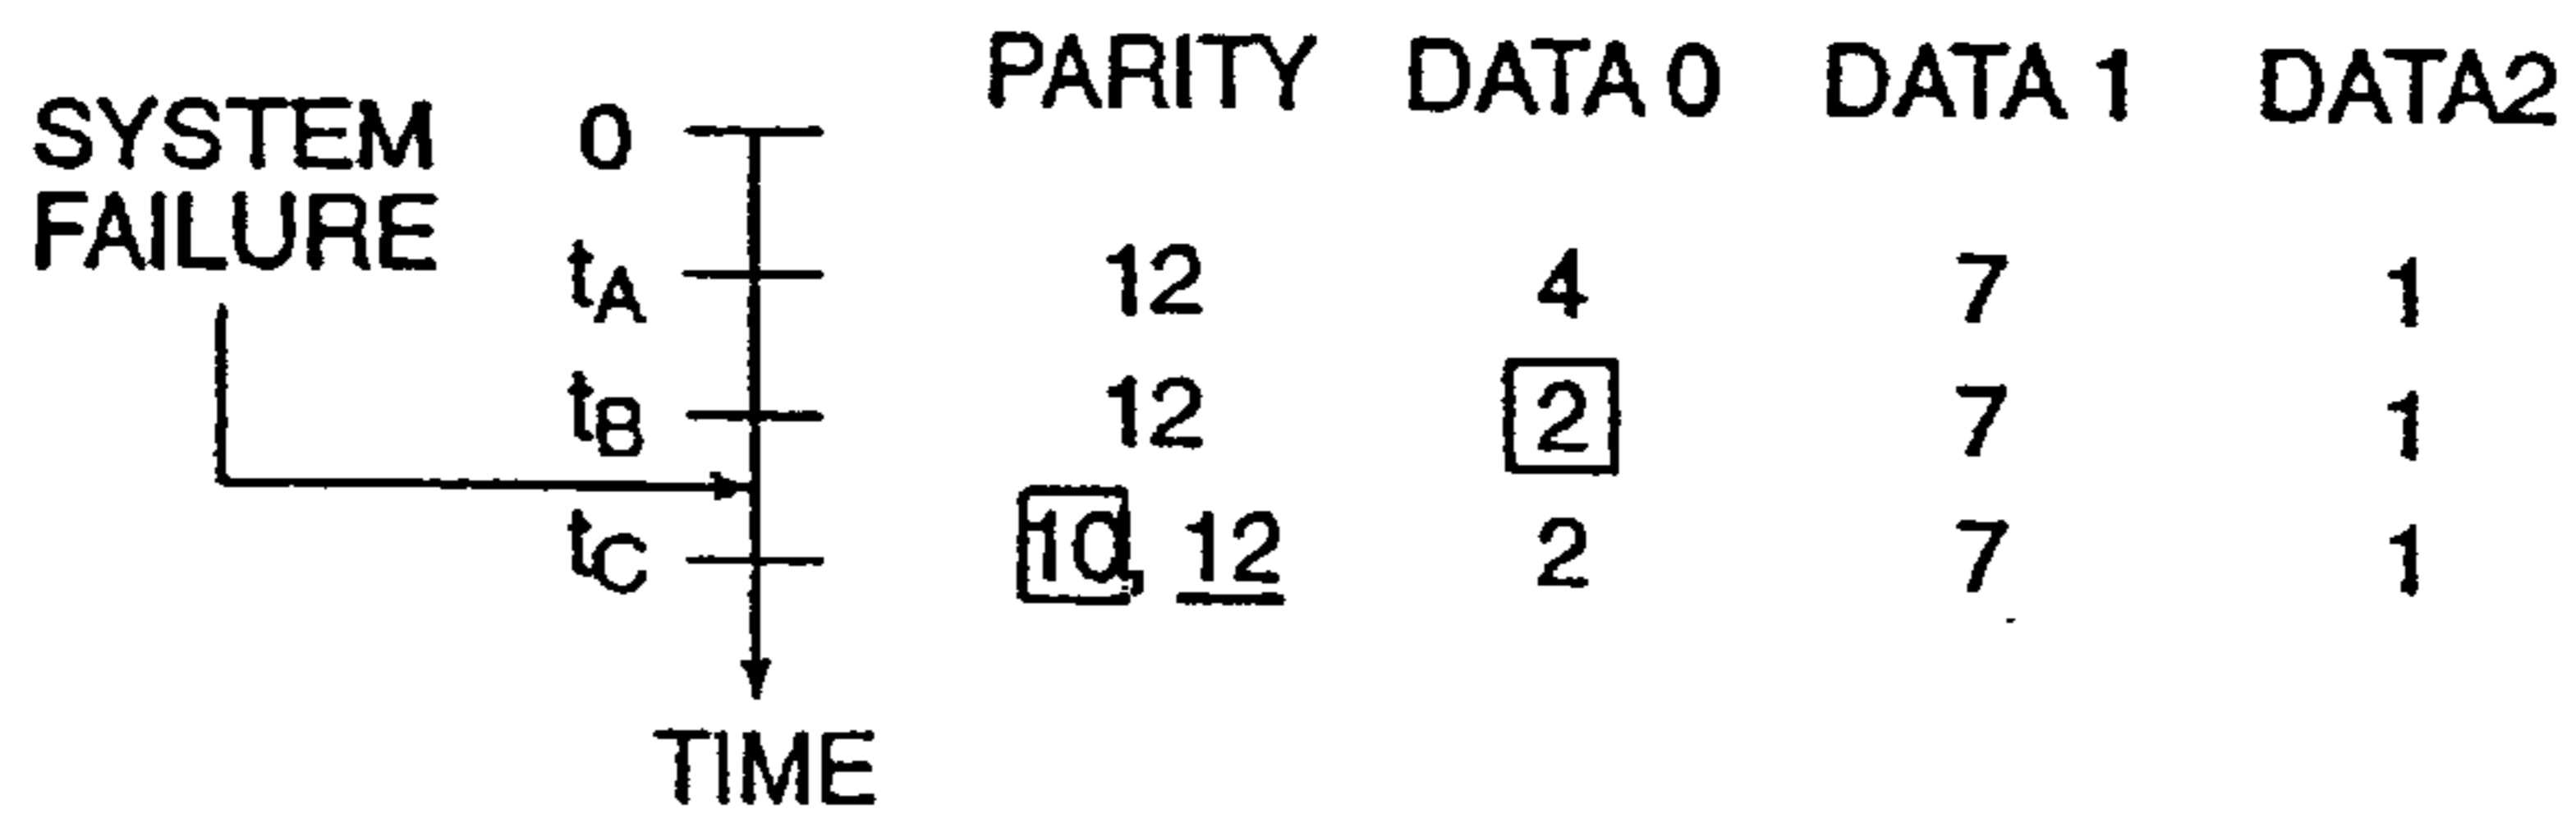 PARITY DATA 0 DATA 1 DATA2
SYSTEM FAILURE
0
tA 12 4 7 1
tB 12 2 7 1
tC 10, 12 2 7 1
TIME